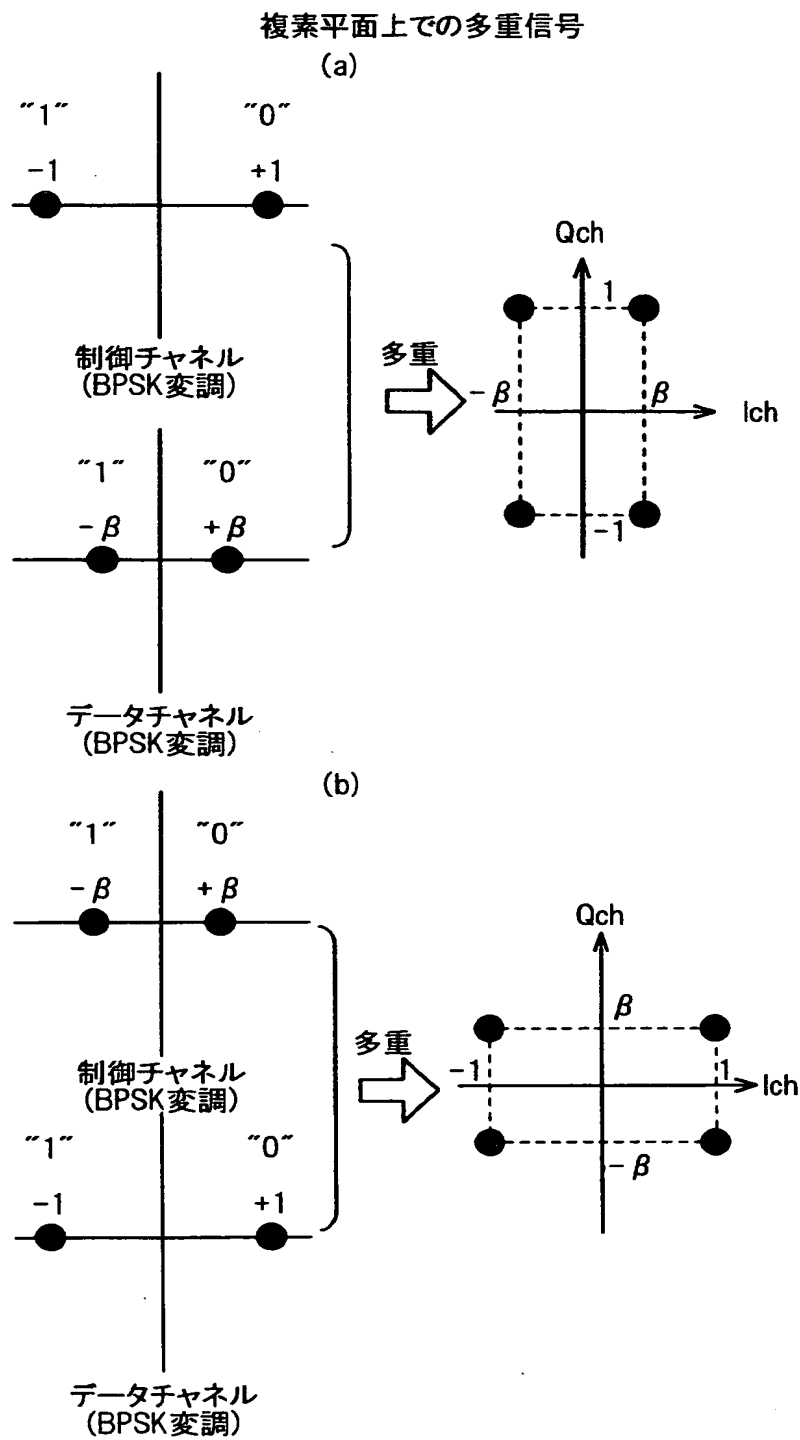 複素平面上での多重信号
(a)
"1" "0"
-1 +1
制御チャネル
(BPSK変調)
"1" "0"
-β +β
データチャネル
(BPSK変調)
多重
Qch
1
-β β Ich
-1
(b)
"1" "0"
-β +β
制御チャネル
(BPSK変調)
"1" "0"
-1 +1
データチャネル
(BPSK変調)
多重
Qch
β
-1 1 Ich
-β